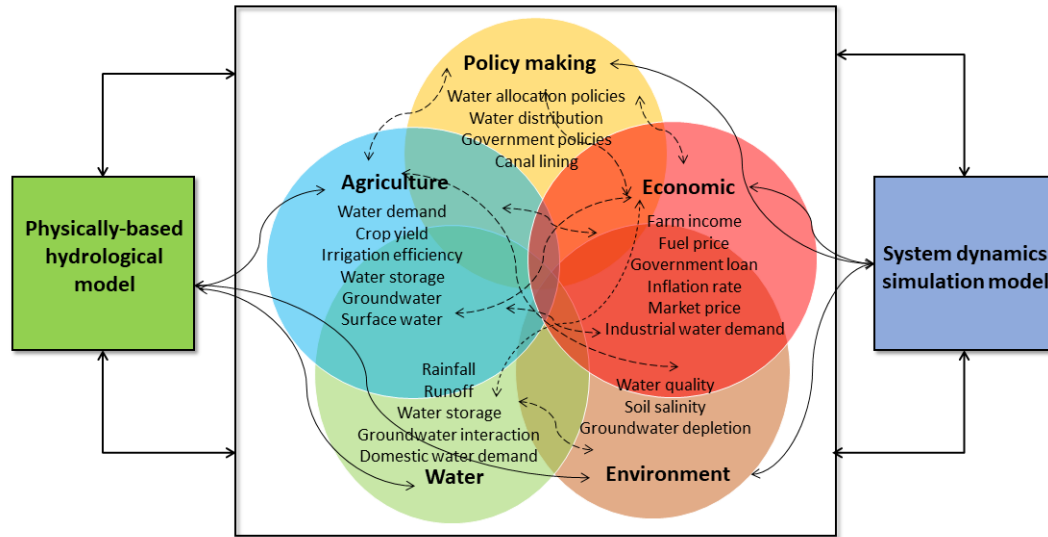 Policy making
Water allocation policies
Water distribution
Government policies
Canal lining
Agriculture
Water demand
Crop yield
Irrigation efficiency
Water storage
Groundwater
Surface water
Economic
Farm income
Fuel price
Government loan
Inflation rate
Market price
Industrial water demand
Physically-based
hydrological
model
System dynamics
simulation model
Rainfall
Runoff
Water storage
Groundwater interaction
Domestic water demand
Water
Water quality
Soil salinity
Groundwater depletion
Environment